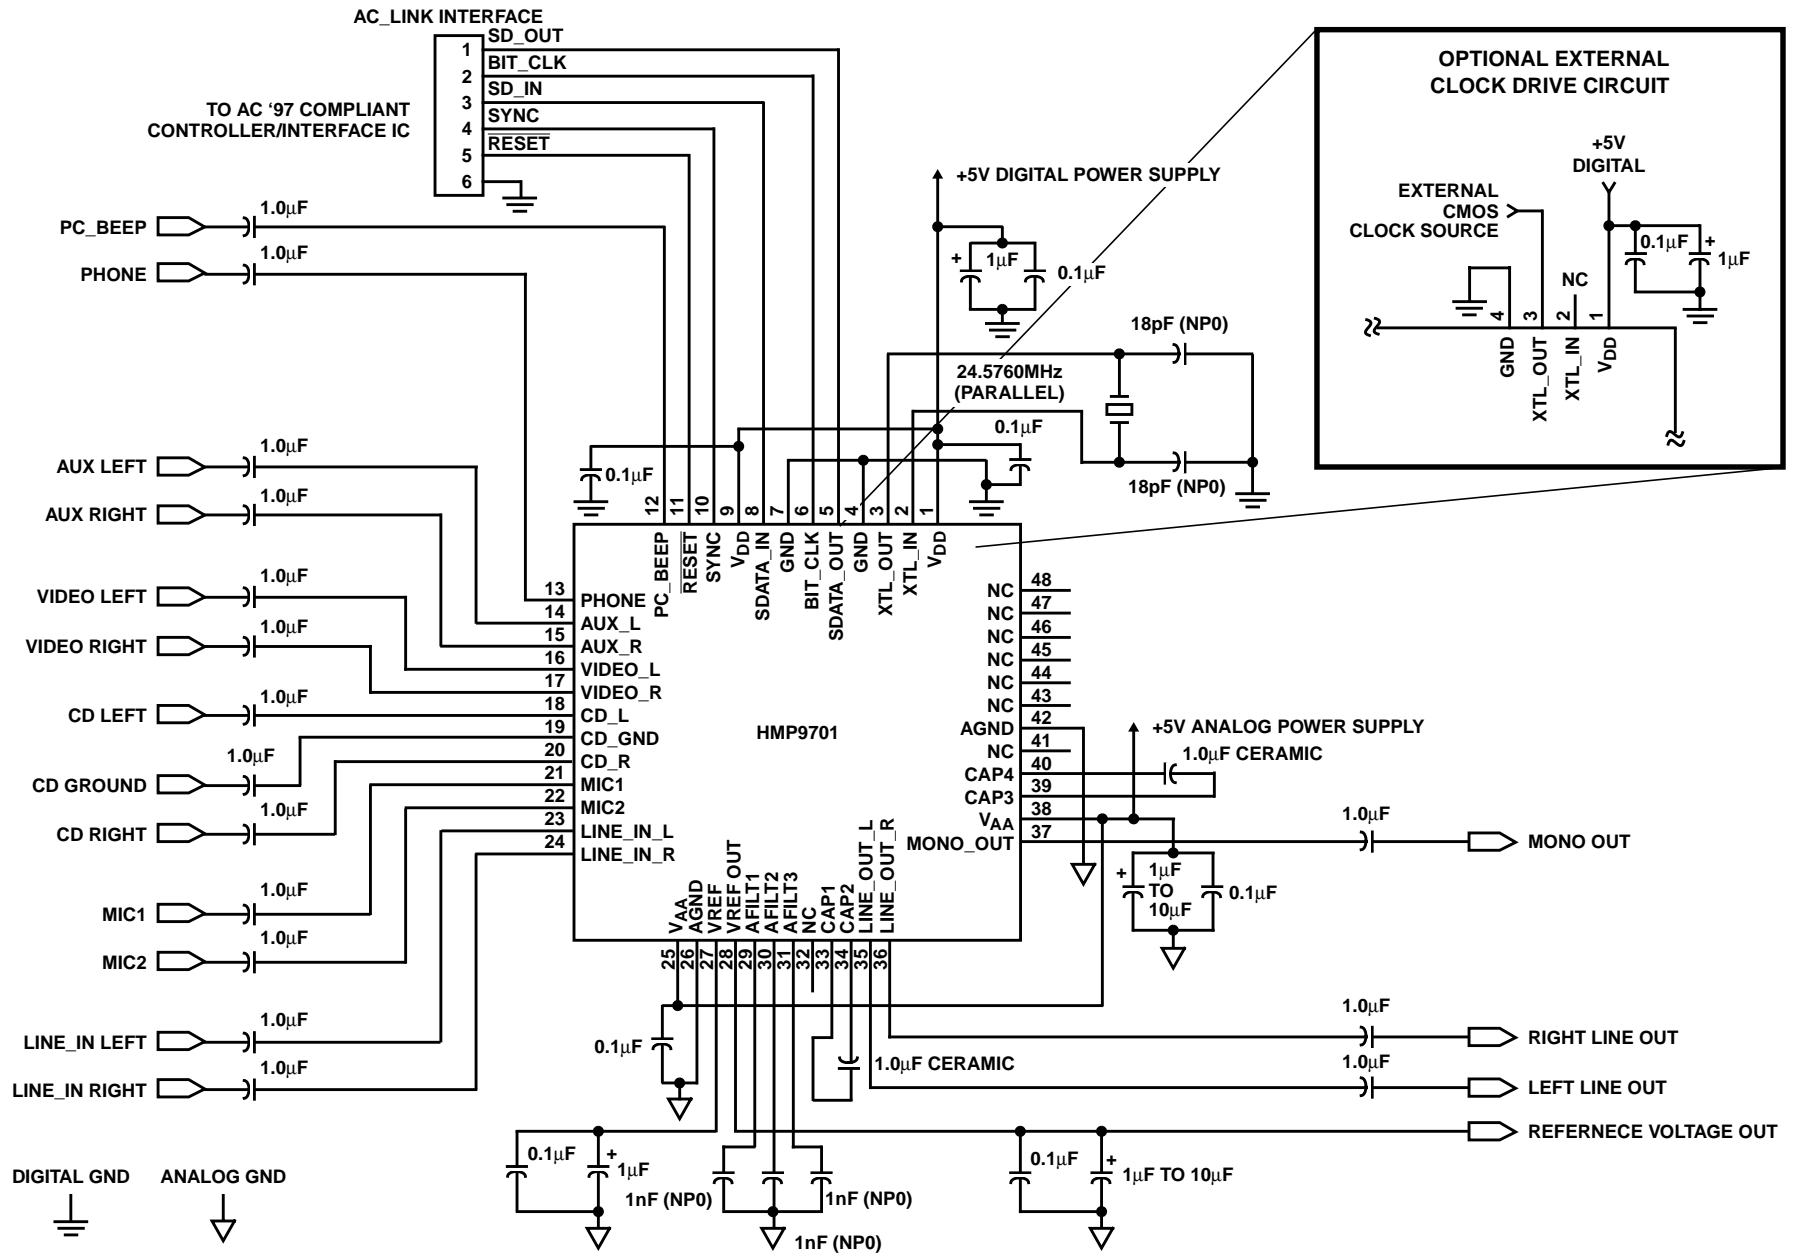 AC_LINK INTERFACE
1 SD_OUT
2 BIT_CLK
3 SD_IN
4 SYNC
5 RESET
6
TO AC ‘97 COMPLIANT
CONTROLLER/INTERFACE IC
OPTIONAL EXTERNAL
CLOCK DRIVE CIRCUIT
+5V
DIGITAL
EXTERNAL
CMOS
CLOCK SOURCE
0.1µF
+
1µF
NC
4
3
2
1
GND
XTL_OUT
XTL_IN
VDD
+5V DIGITAL POWER SUPPLY
+
1µF
0.1µF
18pF (NP0)
24.5760MHz
(PARALLEL)
0.1µF
18pF (NP0)
0.1µF
PC_BEEP
1.0µF
PHONE
1.0µF
AUX LEFT
1.0µF
AUX RIGHT
1.0µF
VIDEO LEFT
1.0µF
VIDEO RIGHT
1.0µF
CD LEFT
1.0µF
CD GROUND
1.0µF
CD RIGHT
1.0µF
MIC1
1.0µF
MIC2
1.0µF
LINE_IN LEFT
1.0µF
LINE_IN RIGHT
1.0µF
12
11
10
9
8
7
6
5
4
3
2
1
PC_BEEP
RESET
SYNC
VDD
SDATA_IN
GND
BIT_CLK
SDATA_OUT
GND
XTL_OUT
XTL_IN
VDD
13 PHONE
14 AUX_L
15 AUX_R
16 VIDEO_L
17 VIDEO_R
18 CD_L
19 CD_GND
20 CD_R
21 MIC1
22 MIC2
23 LINE_IN_L
24 LINE_IN_R
HMP9701
NC 48
NC 47
NC 46
NC 45
NC 44
NC 43
AGND 42
NC 41
CAP4 40
CAP3 39
VAA 38
MONO_OUT 37
+5V ANALOG POWER SUPPLY
1.0µF CERAMIC
1.0µF
MONO OUT
+
1µF
TO
10µF
0.1µF
VAA
AGND
VREF
VREF OUT
AFILT1
AFILT2
AFILT3
NC
CAP1
CAP2
LINE_OUT_L
LINE_OUT_R
25
26
27
28
29
30
31
32
33
34
35
36
0.1µF
1.0µF CERAMIC
1.0µF
RIGHT LINE OUT
1.0µF
LEFT LINE OUT
REFERNECE VOLTAGE OUT
0.1µF
+
1µF
1nF (NP0)
1nF (NP0)
1nF (NP0)
0.1µF
+
1µF TO 10µF
DIGITAL GND
ANALOG GND